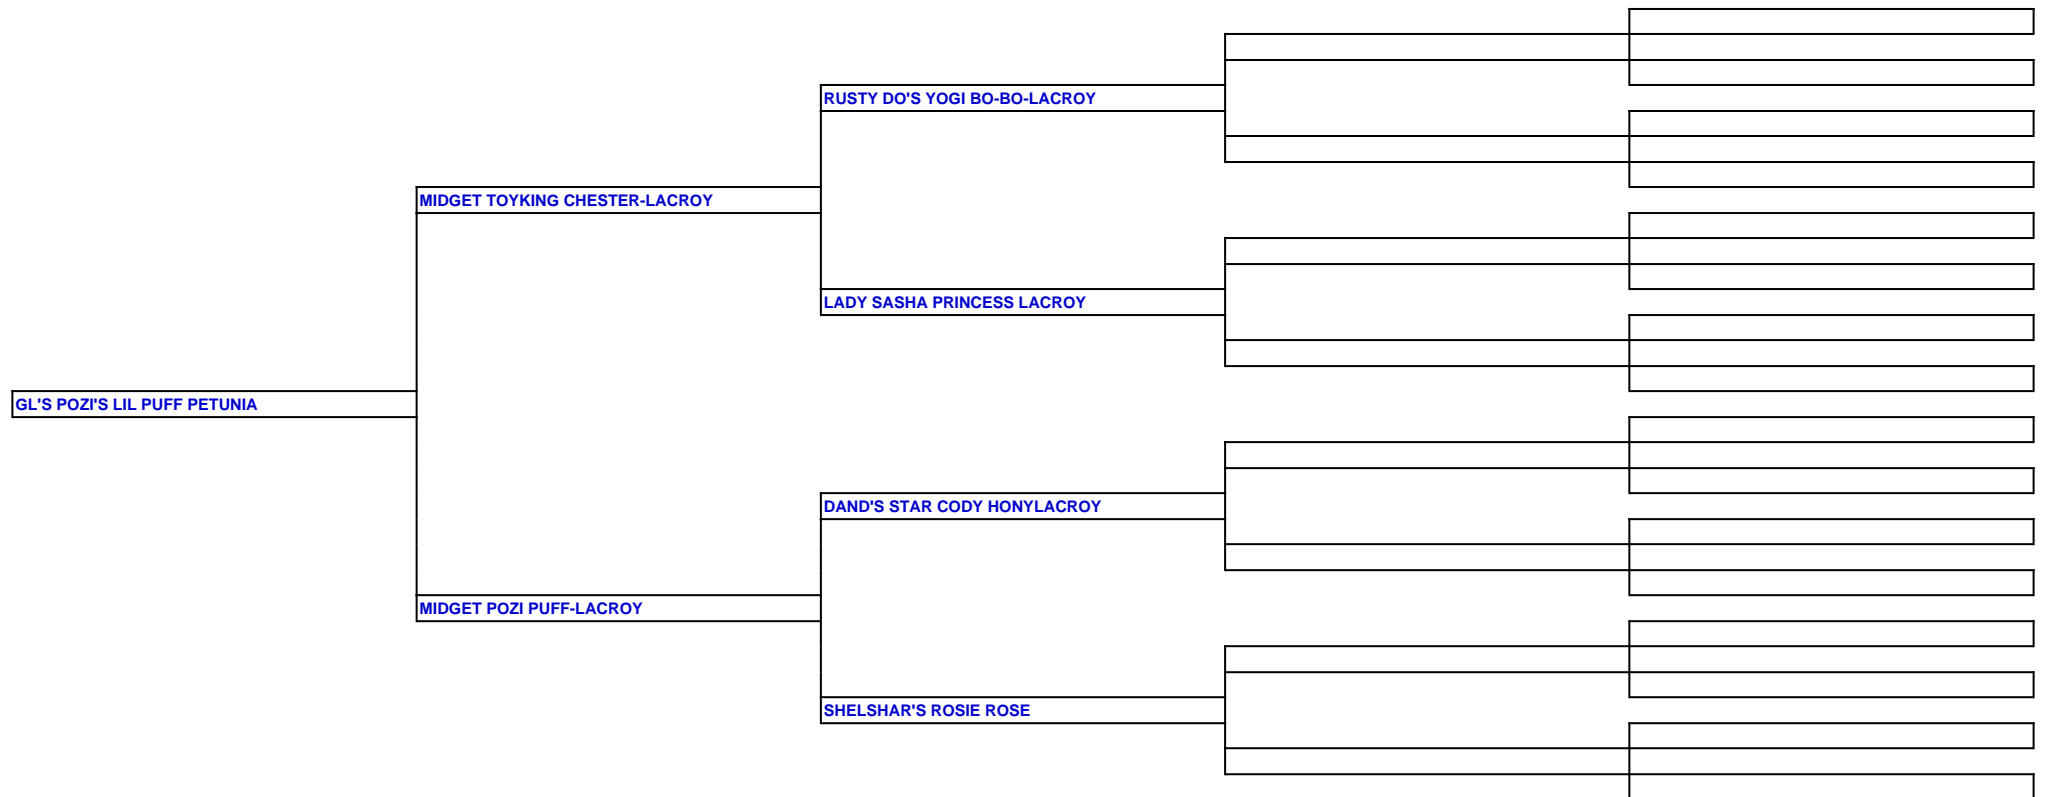 RUSTY DO'S YOGI BO-BO-LACROY
MIDGET TOYKING CHESTER-LACROY
LADY SASHA PRINCESS LACROY
GL'S POZI'S LIL PUFF PETUNIA
DAND'S STAR CODY HONYLACROY
MIDGET POZI PUFF-LACROY
SHELSHAR'S ROSIE ROSE